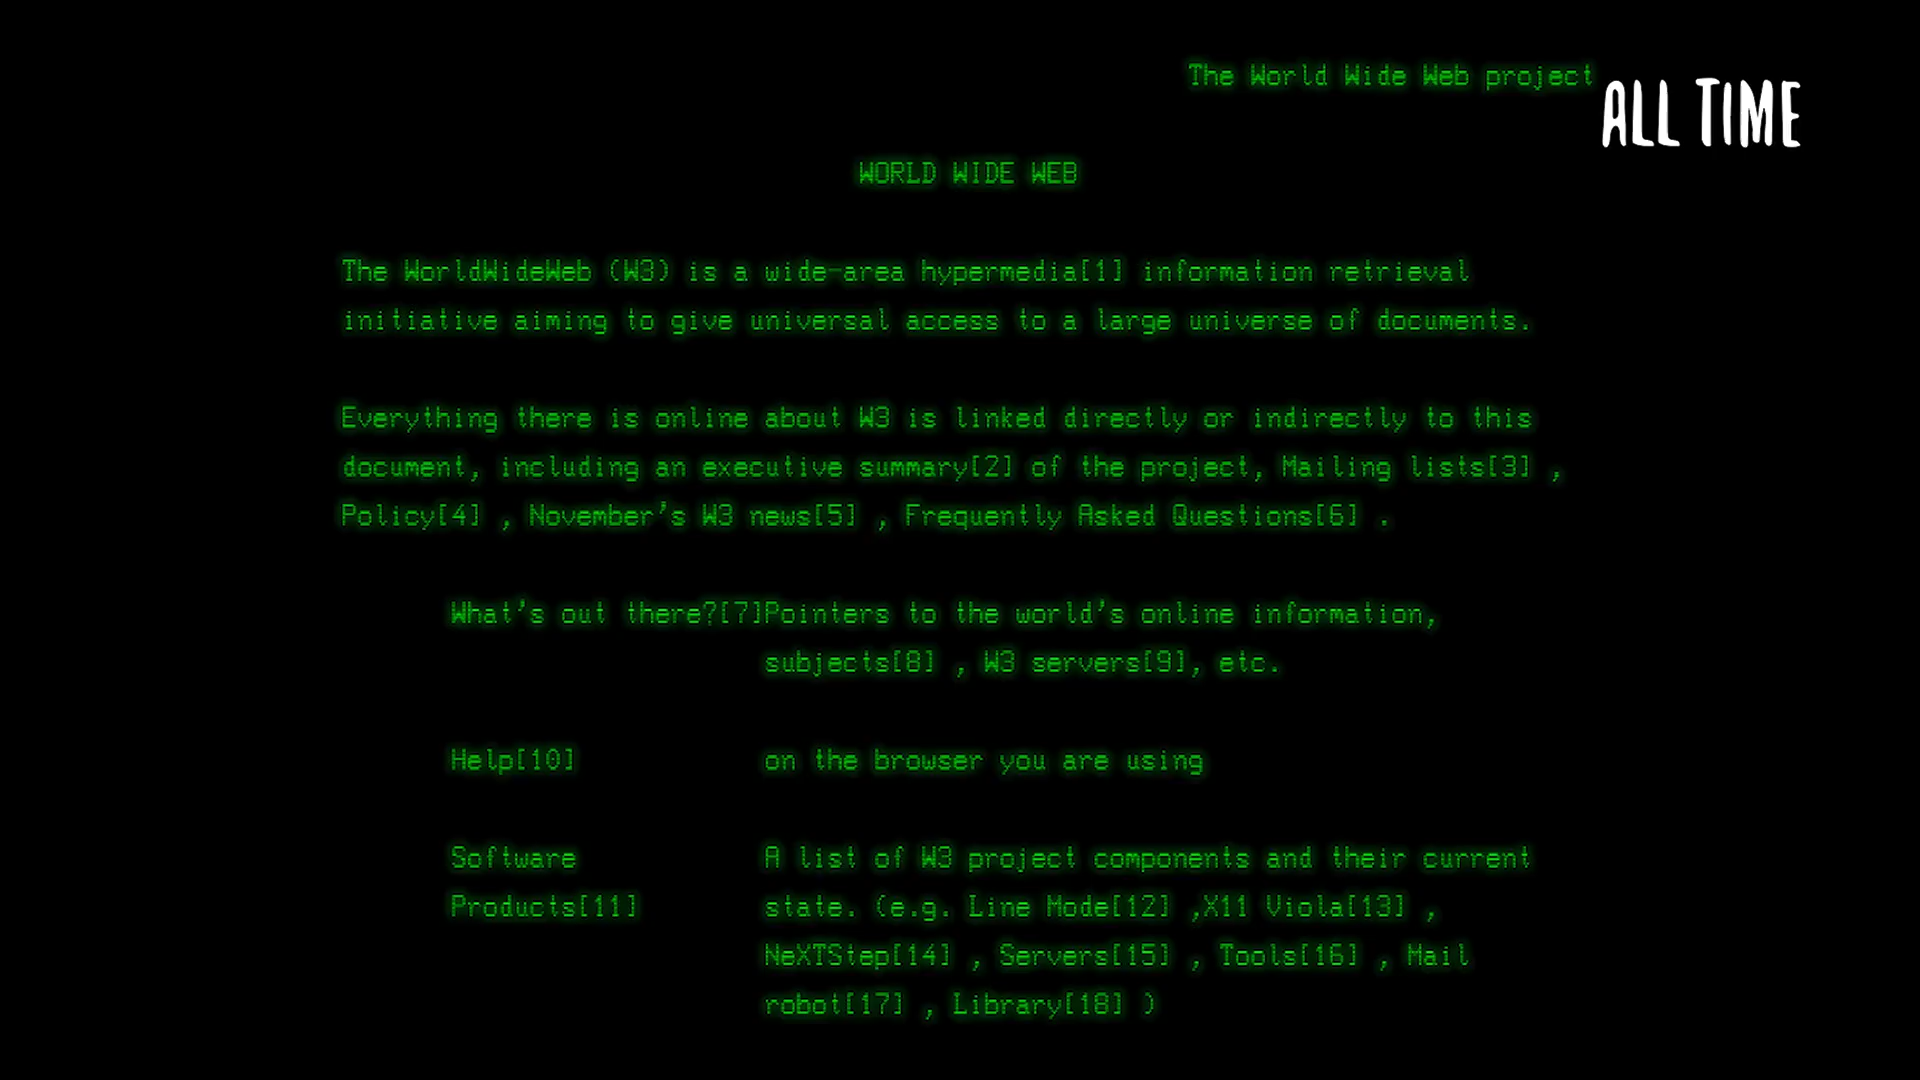 The World Wide Web project
ALL TIME
WORLD WIDE WEB
The WorldWideWeb (W3) is a wide-area hypermedia[1] information retrieval
initiative aiming to give universal access to a large universe of documents.
Everything there is online about W3 is linked directly or indirectly to this
document, including an executive summary[2] of the project, Mailing lists[3] ,
Policy[4] , November's W3 news[5] , Frequently Asked Questions[6] .
What's out there?[7]Pointers to the world's online information,
subjects[8] , W3 servers[9], etc.
Help[10] on the browser you are using
Software A list of W3 project components and their current
Products[11] state. (e.g. Line Mode[12] ,X11 Viola[13] ,
NeXTStep[14] , Servers[15] , Tools[16] , Mail
robot[17] , Library[18] )